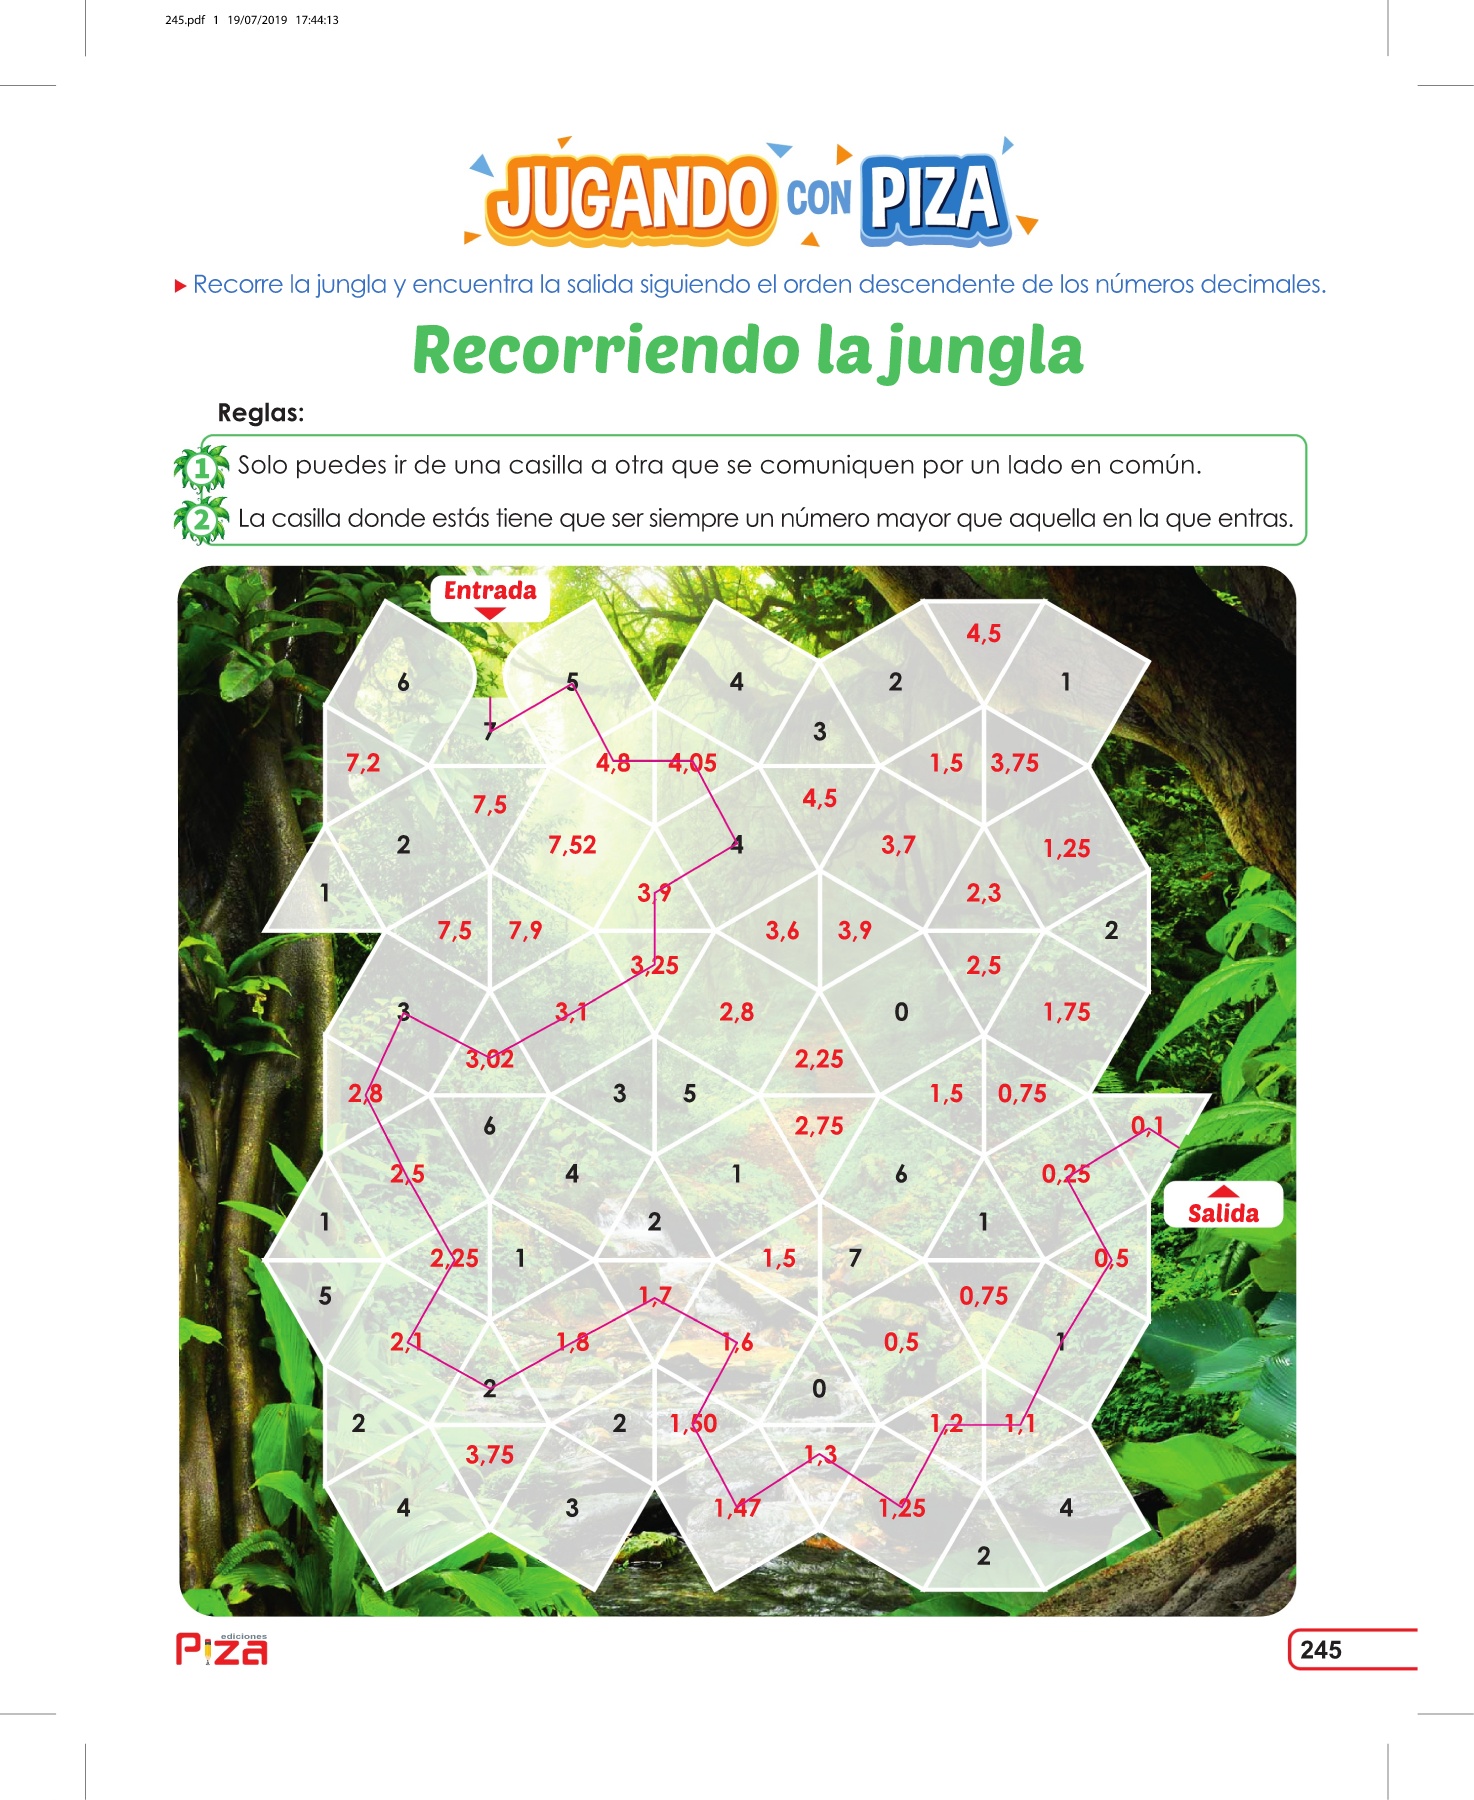 245.pdf 1 19/07/2019 17:44:13
JUGANDO CON PIZA
Recorre la jungla y encuentra la salida siguiendo el orden descendente de los números decimales.
Recorriendo la jungla
Reglas:
1 Solo puedes ir de una casilla a otra que se comuniquen por un lado en común.
2 La casilla donde estás tiene que ser siempre un número mayor que aquella en la que entras.
Entrada
4,5
6 5 4 2 1
7 3
7,2 4,8 4,05 1,5 3,75
7,5 4,5
2 7,52 4 3,7 1,25
1 3,9 2,3
7,5 7,9 3,6 3,9 2
3,25 2,5
3 3,1 2,8 0 1,75
3,02 2,25
2,8 3 5 1,5 0,75
6 2,75 0,1
2,5 4 1 6 0,25
1 2 1 Salida
2,25 1 1,5 7 0,5
5 1,7 0,75
2,1 1,8 1,6 0,5 1
2 0
2 2 1,50 1,2 1,1
3,75 1,3
4 3 1,47 1,25 4
2
ediciones
Piza
245